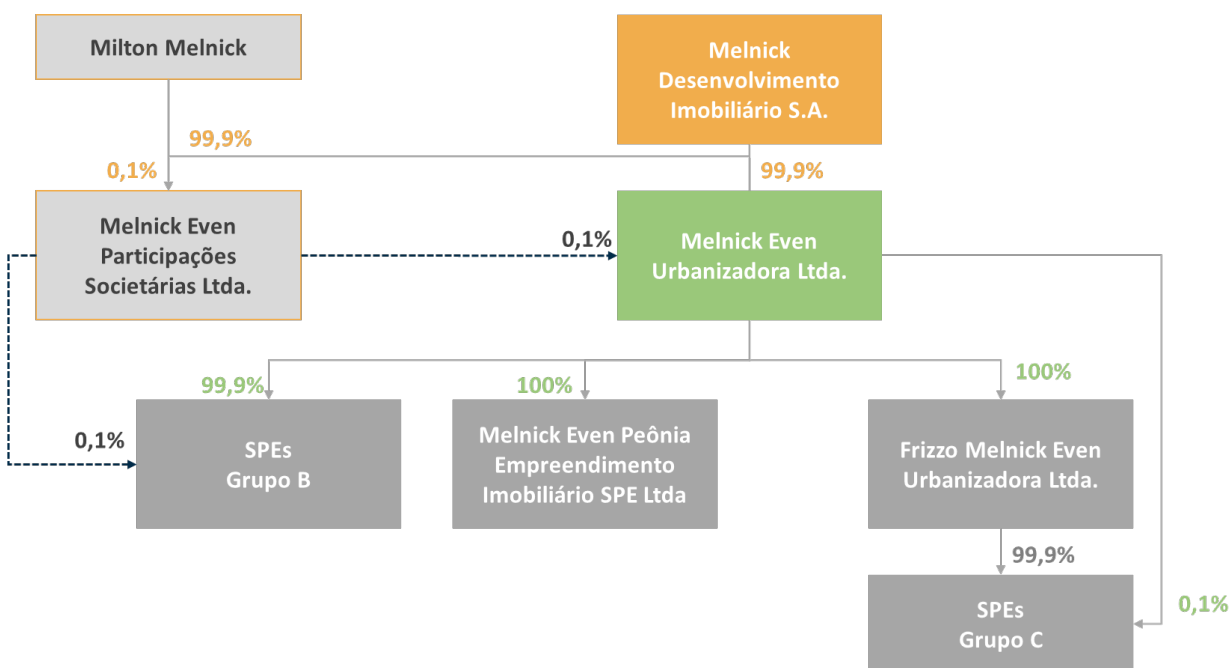 Milton Melnick
Melnick
Desenvolvimento
Imobiliário S.A.
99,9%
0,1%
99,9%
Melnick Even
Participações
Societárias Ltda.
0,1%
Melnick Even
Urbanizadora Ltda.
99,9%
100%
100%
0,1%
SPEs
Grupo B
Melnick Even Peônia
Empreendimento
Imobiliário SPE Ltda
Frizzo Melnick Even
Urbanizadora Ltda.
99,9%
0,1%
SPEs
Grupo C